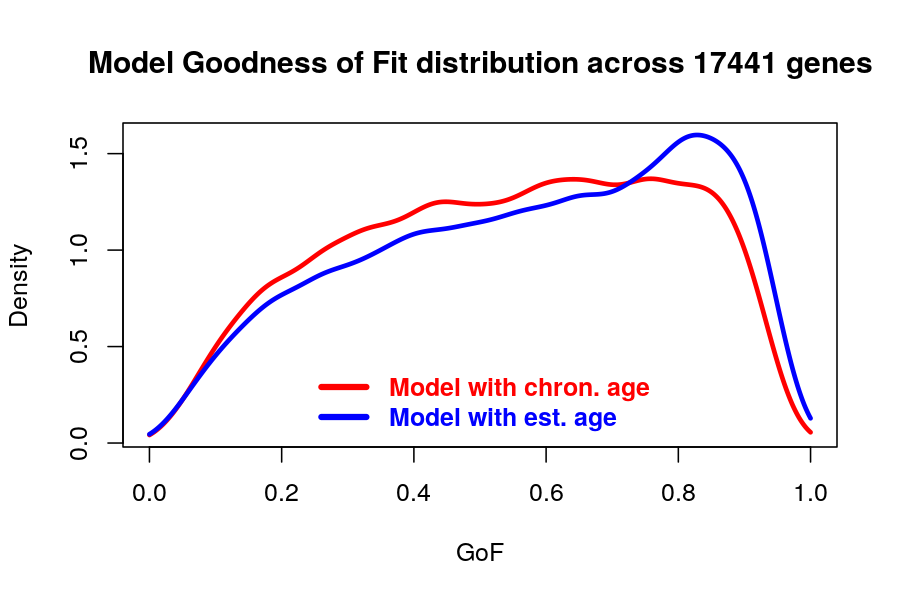 Model Goodness of Fit distribution across 17441 genes
Density
1.5
1.0
0.5
0.0
Model with chron. age
Model with est. age
0.0 0.2 0.4 0.6 0.8 1.0
GoF